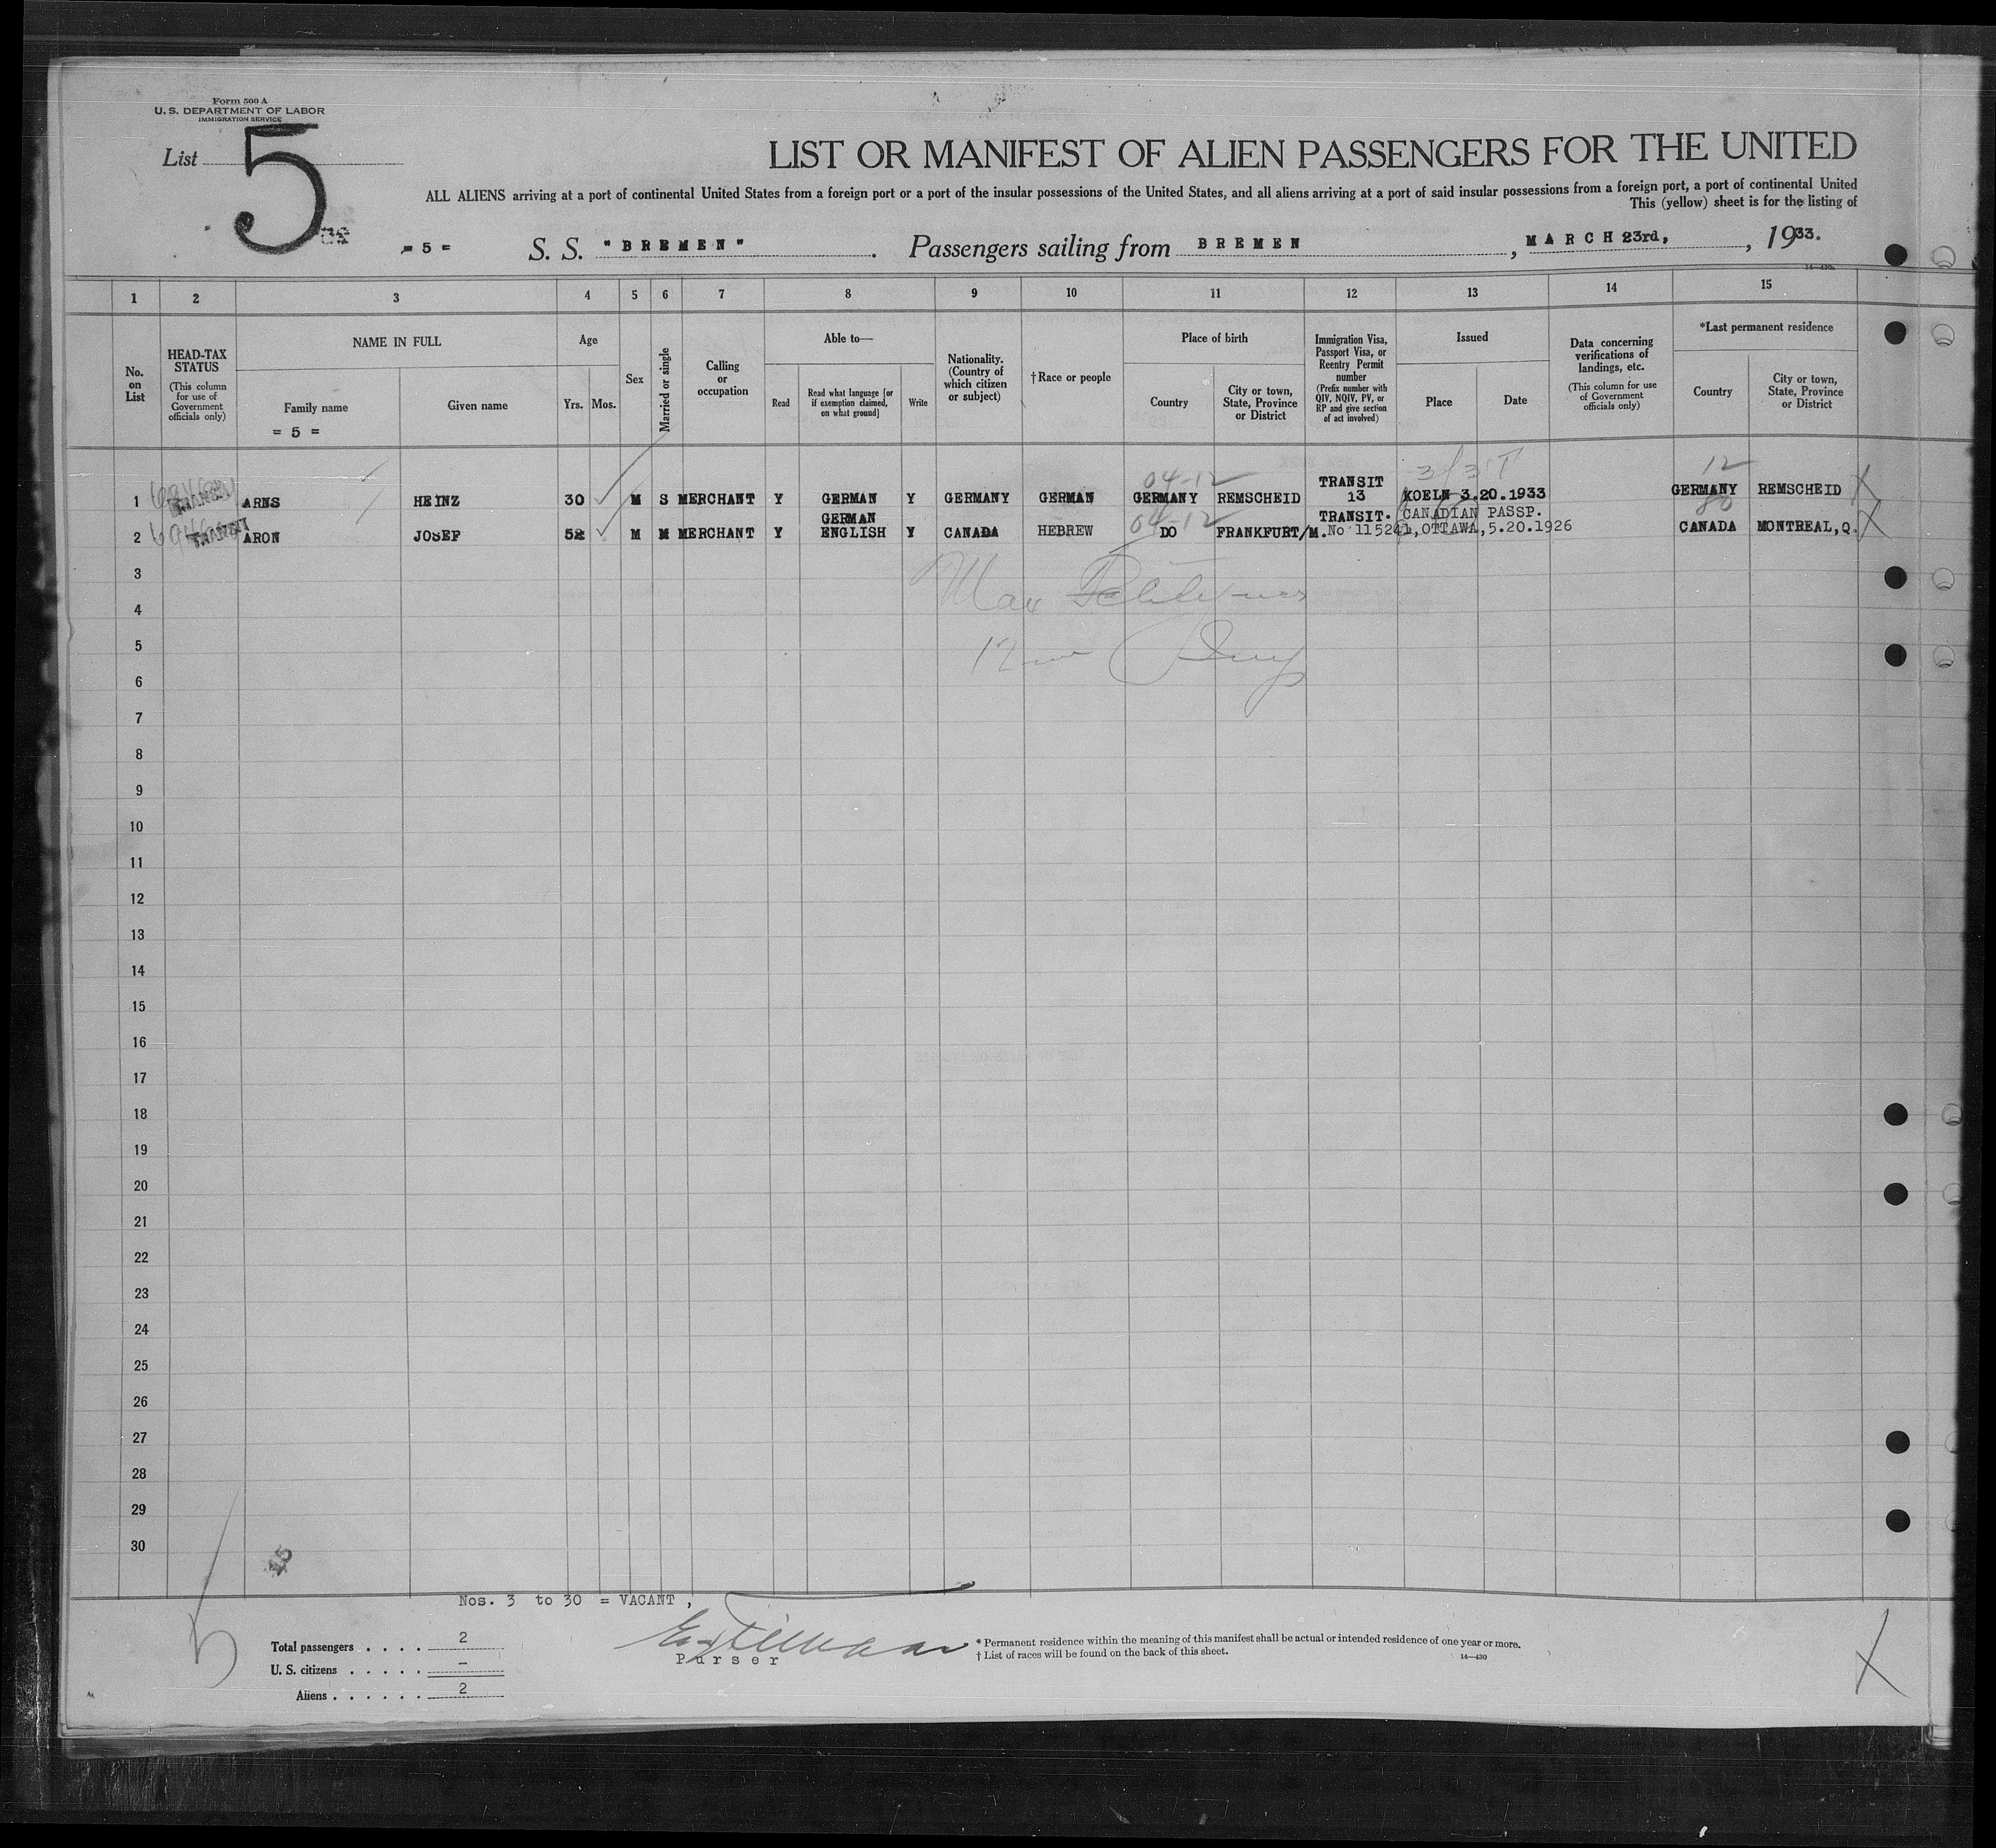 Form 500 A
U. S. DEPARTMENT OF LABOR
IMMIGRATION SERVICE
List 5
LIST OR MANIFEST OF ALIEN PASSENGERS FOR THE UNITED
ALL ALIENS arriving at a port of continental United States from a foreign port or a port of the insular possessions of the United States, and all aliens arriving at a port of said insular possessions from a foreign port, a port of continental United
This (yellow) sheet is for the listing of
= 5 = S. S. "BREMEN". Passengers sailing from BREMEN, MARCH 23rd, , 1933.
14—430
1 2 3 4 5 6 7 8 9 10 11 12 13 14 15
No. on List
HEAD-TAX STATUS
(This column for use of Government officials only)
NAME IN FULL
Family name
= 5 =
Given name
Age
Yrs. Mos.
Sex
Married or single
Calling or occupation
Able to—
Read
Read what language [or if exemption claimed, on what ground]
Write
Nationality. (Country of which citizen or subject)
†Race or people
Place of birth
Country
City or town, State, Province or District
Immigration Visa, Passport Visa, or Reentry Permit number
(Prefix number with QIV, NQIV, PV, or RP and give section of act involved)
Issued
Place
Date
Data concerning verifications of landings, etc.
(This column for use of Government officials only)
*Last permanent residence
Country
City or town, State, Province or District
04-12 12
1 TRANSIT ARNS HEINZ 30 M S MERCHANT Y GERMAN Y GERMANY GERMAN GERMANY REMSCHEID TRANSIT 13 KOELN 3.20.1933 GERMANY REMSCHEID
04-12 80
2 TRANSIT ARON JOSEF 52 M M MERCHANT Y GERMAN ENGLISH Y CANADA HEBREW DO FRANKFURT/M. TRANSIT. CANADIAN PASSP. No 115241, OTTAWA, 5.20.1926 CANADA MONTREAL, Q.
3
Max
4
5
6
7
8
9
10
11
12
13
14
15
16
17
18
19
20
21
22
23
24
25
26
27
28
29
30
Nos. 3 to 30 = VACANT ,
Total passengers . . . . 2
U. S. citizens . . . . . –
Aliens . . . . . . 2
5
Purser
* Permanent residence within the meaning of this manifest shall be actual or intended residence of one year or more.
† List of races will be found on the back of this sheet.
14—430